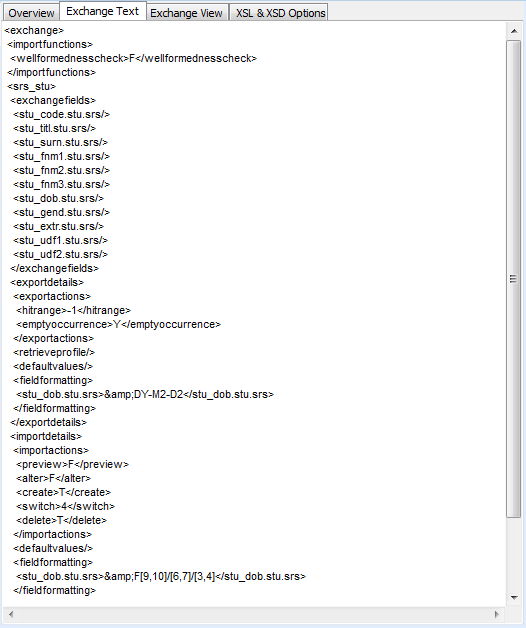 Overview Exchange Text Exchange View XSL & XSD Options
<exchange>
<importfunctions>
<wellformednesscheck>F</wellformednesscheck>
</importfunctions>
<srs_stu>
<exchangefields>
<stu_code.stu.srs/>
<stu_titl.stu.srs/>
<stu_surn.stu.srs/>
<stu_fnm1.stu.srs/>
<stu_fnm2.stu.srs/>
<stu_fnm3.stu.srs/>
<stu_dob.stu.srs/>
<stu_gend.stu.srs/>
<stu_extr.stu.srs/>
<stu_udf1.stu.srs/>
<stu_udf2.stu.srs/>
</exchangefields>
<exportdetails>
<exportactions>
<hitrange>-1</hitrange>
<emptyoccurrence>Y</emptyoccurrence>
</exportactions>
<retrieveprofile/>
<defaultvalues/>
<fieldformatting>
<stu_dob.stu.srs>&amp;DY-M2-D2</stu_dob.stu.srs>
</fieldformatting>
</exportdetails>
<importdetails>
<importactions>
<preview>F</preview>
<alter>F</alter>
<create>T</create>
<switch>4</switch>
<delete>T</delete>
</importactions>
<defaultvalues/>
<fieldformatting>
<stu_dob.stu.srs>&amp;F[9,10]/[6,7]/[3,4]</stu_dob.stu.srs>
</fieldformatting>